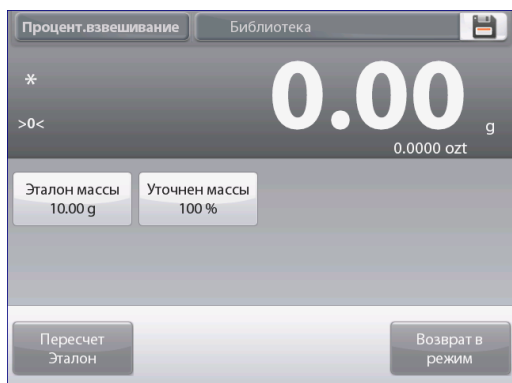 Процент.взвешивание Библиотека
*
0.00 g
>0<
0.0000 ozt
Эталон массы
10.00 g
Уточнен массы
100 %
Пересчет
Эталон
Возврат в
режим